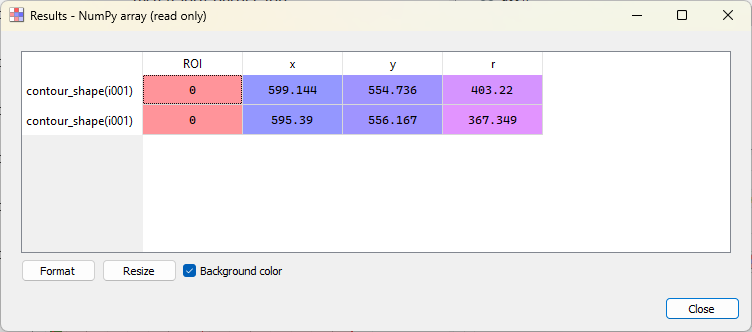 Results - NumPy array (read only)
ROI x y r
contour_shape(i001) 0 599.144 554.736 403.22
contour_shape(i001) 0 595.39 556.167 367.349
Format Resize Background color
Close